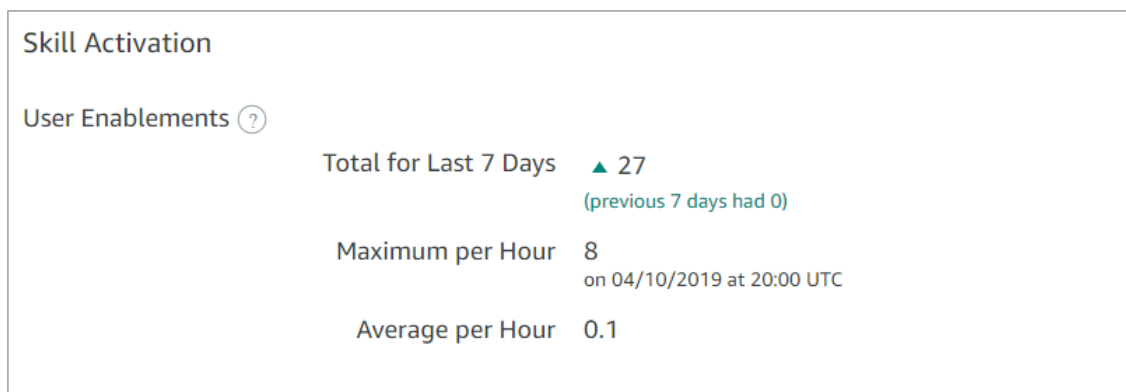 Skill Activation
User Enablements ?
Total for Last 7 Days ▲ 27
(previous 7 days had 0)
Maximum per Hour 8
on 04/10/2019 at 20:00 UTC
Average per Hour 0.1